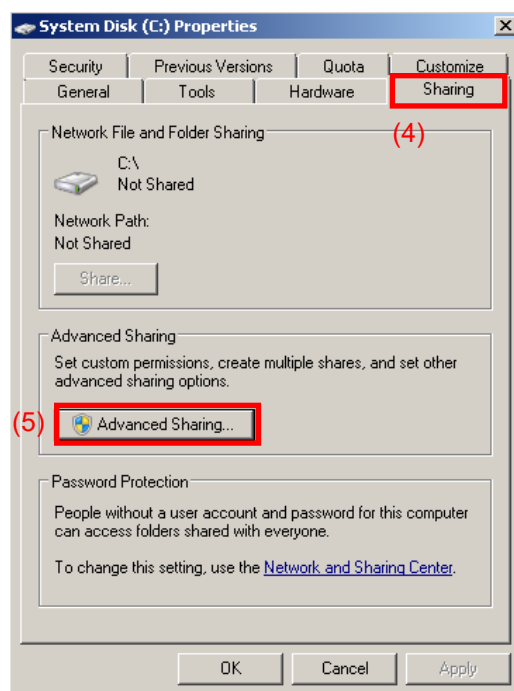 System Disk (C:) Properties
Security Previous Versions Quota Customize
General Tools Hardware Sharing
(4)
Network File and Folder Sharing
C:\
Not Shared
Network Path:
Not Shared
Share...
Advanced Sharing
Set custom permissions, create multiple shares, and set other
advanced sharing options.
(5) Advanced Sharing...
Password Protection
People without a user account and password for this computer
can access folders shared with everyone.
To change this setting, use the Network and Sharing Center.
OK Cancel Apply